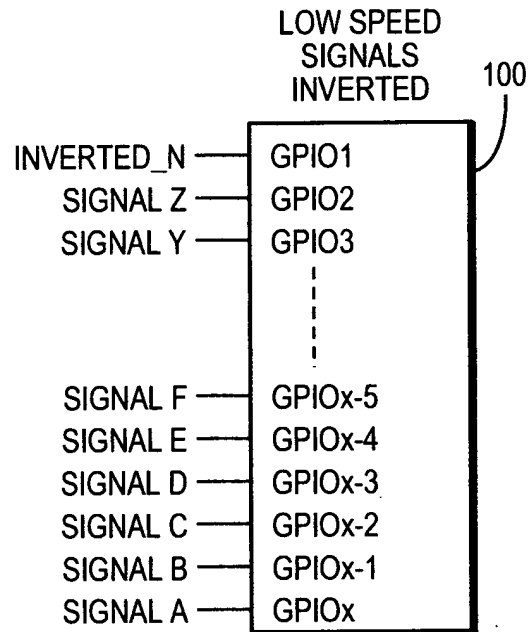 LOW SPEED
SIGNALS
INVERTED
100
INVERTED_N GPIO1
SIGNAL Z GPIO2
SIGNAL Y GPIO3
SIGNAL F GPIOx-5
SIGNAL E GPIOx-4
SIGNAL D GPIOx-3
SIGNAL C GPIOx-2
SIGNAL B GPIOx-1
SIGNAL A GPIOx